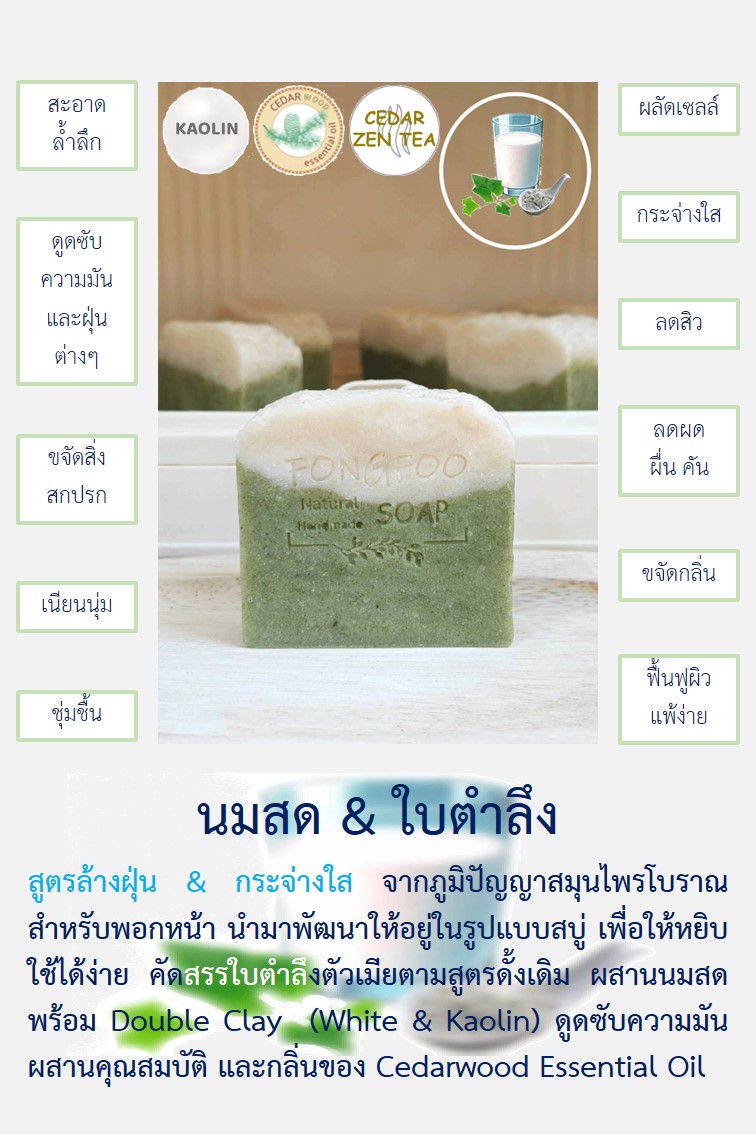 สะอาด
ล้ำลึก
ดูดซับ
ความมัน
และฝุ่น
ต่างๆ
ขจัดสิ่ง
สกปรก
เนียนนุ่ม
ชุ่มชื้น
KAOLIN
CEDAR WOOD
essential oil
CEDAR
ZEN TEA
FONGFOO
Natural
Handmade
SOAP
ผลัดเซลล์
กระจ่างใส
ลดสิว
ลดผด
ผื่น คัน
ขจัดกลิ่น
ฟื้นฟูผิว
แพ้ง่าย
นมสด & ใบตำลึง
สูตรล้างฝุ่น & กระจ่างใส จากภูมิปัญญาสมุนไพรโบราณ
สำหรับพอกหน้า นำมาพัฒนาให้อยู่ในรูปแบบสบู่ เพื่อให้หยิบ
ใช้ได้ง่าย คัดสรรใบตำลึงตัวเมียตามสูตรดั้งเดิม ผสานนมสด
พร้อม Double Clay (White & Kaolin) ดูดซับความมัน
ผสานคุณสมบัติ และกลิ่นของ Cedarwood Essential Oil